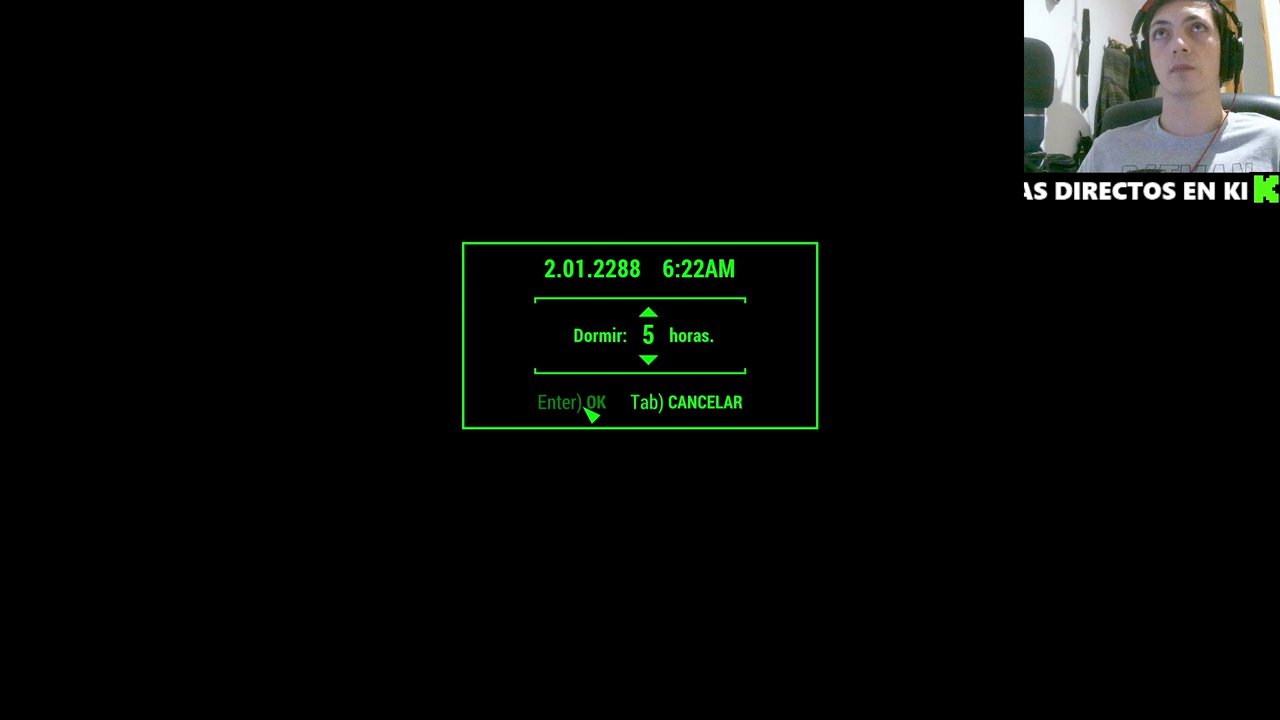 AS DIRECTOS EN KI
2.01.2288 6:22AM
Dormir: 5 horas.
Enter) OK Tab) CANCELAR